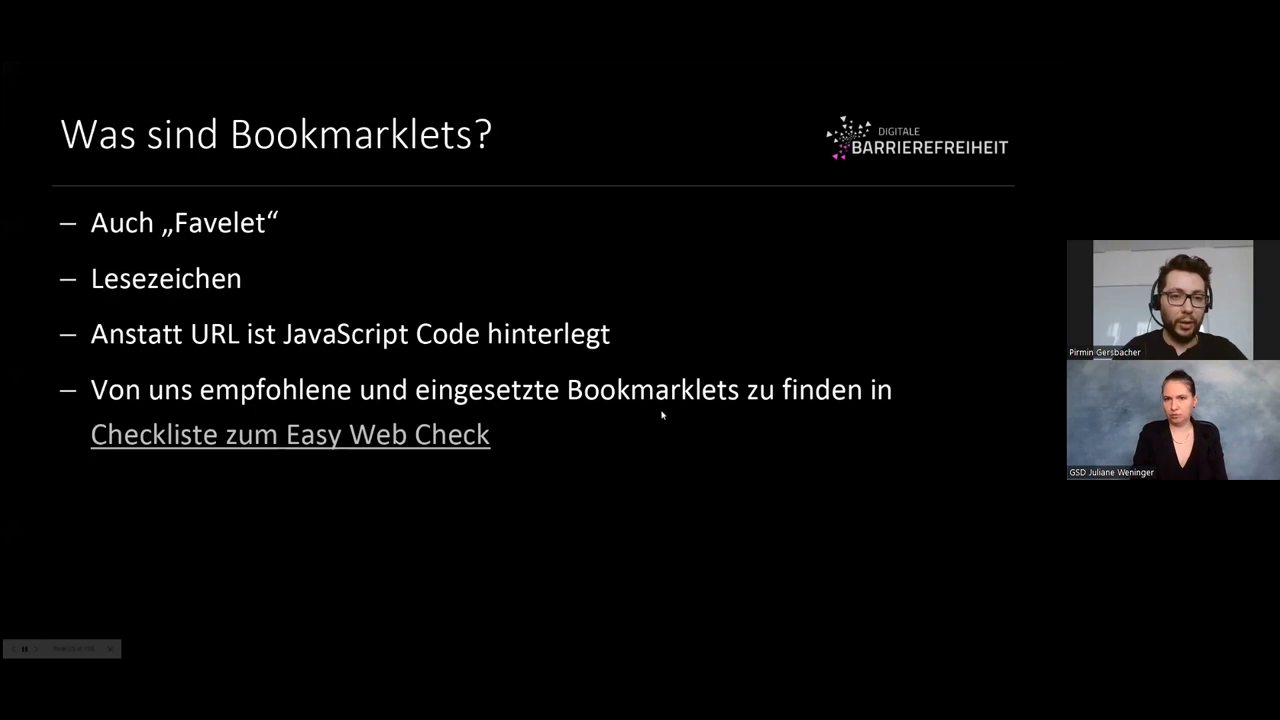 Was sind Bookmarklets?
DIGITALE
BARRIEREFREIHEIT
– Auch „Favelet“
– Lesezeichen
– Anstatt URL ist JavaScript Code hinterlegt
– Von uns empfohlene und eingesetzte Bookmarklets zu finden in
Checkliste zum Easy Web Check
Pirmin Gersbacher
GSD Juliane Weninger